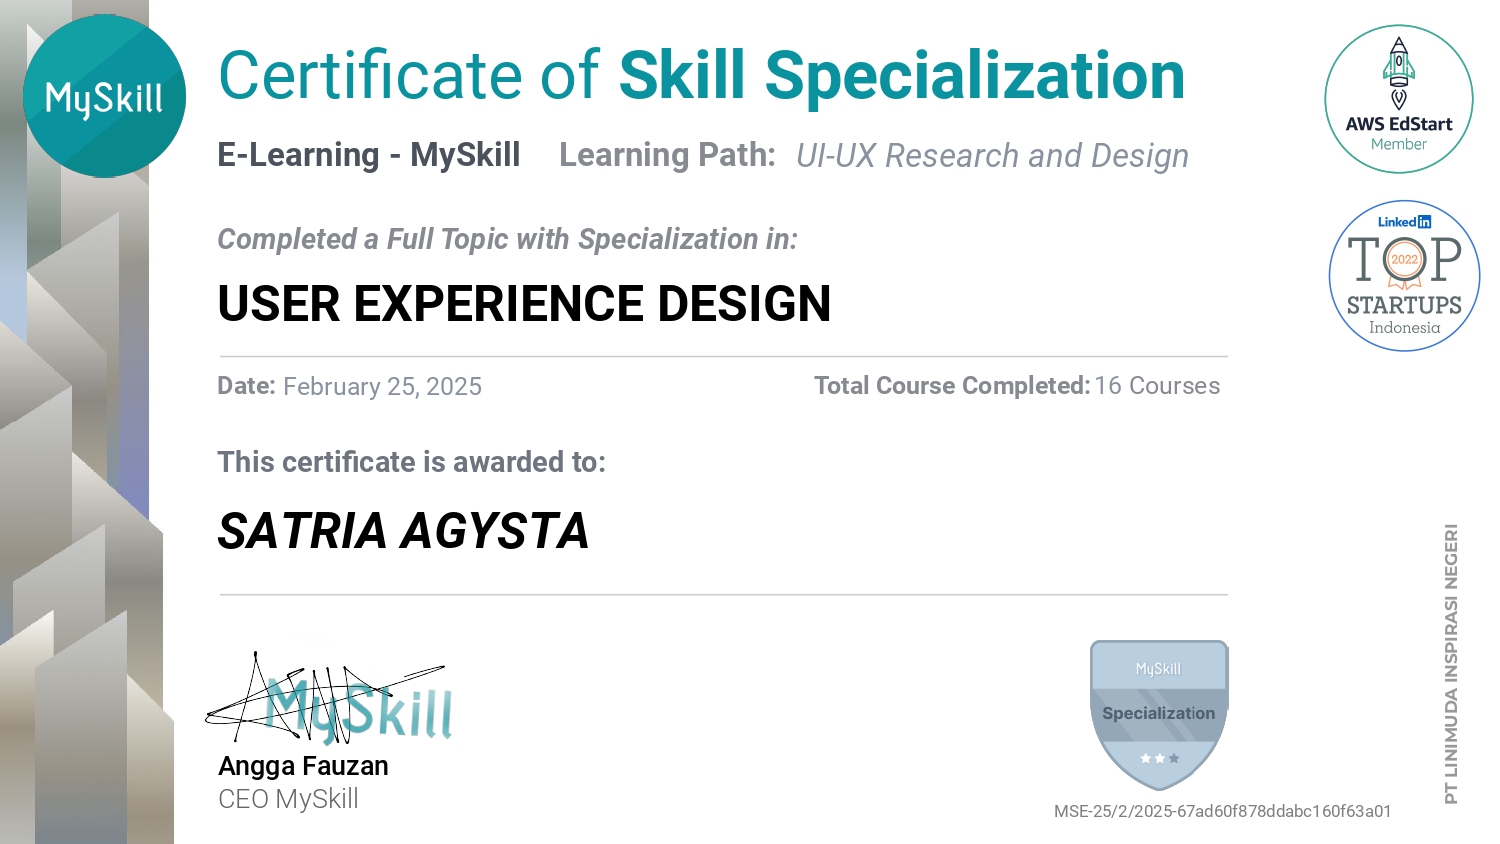 MySkill
Certificate of Skill Specialization
E-Learning - MySkill Learning Path: UI-UX Research and Design
AWS EdStart
Member
Linked in
TOP
2022
STARTUPS
Indonesia
Completed a Full Topic with Specialization in:
USER EXPERIENCE DESIGN
Date: February 25, 2025
Total Course Completed: 16 Courses
This certificate is awarded to:
SATRIA AGYSTA
MySkill
Angga Fauzan
CEO MySkill
MySkill
Specialization
MSE-25/2/2025-67ad60f878ddabc160f63a01
PT LINIMUDA INSPIRASI NEGERI